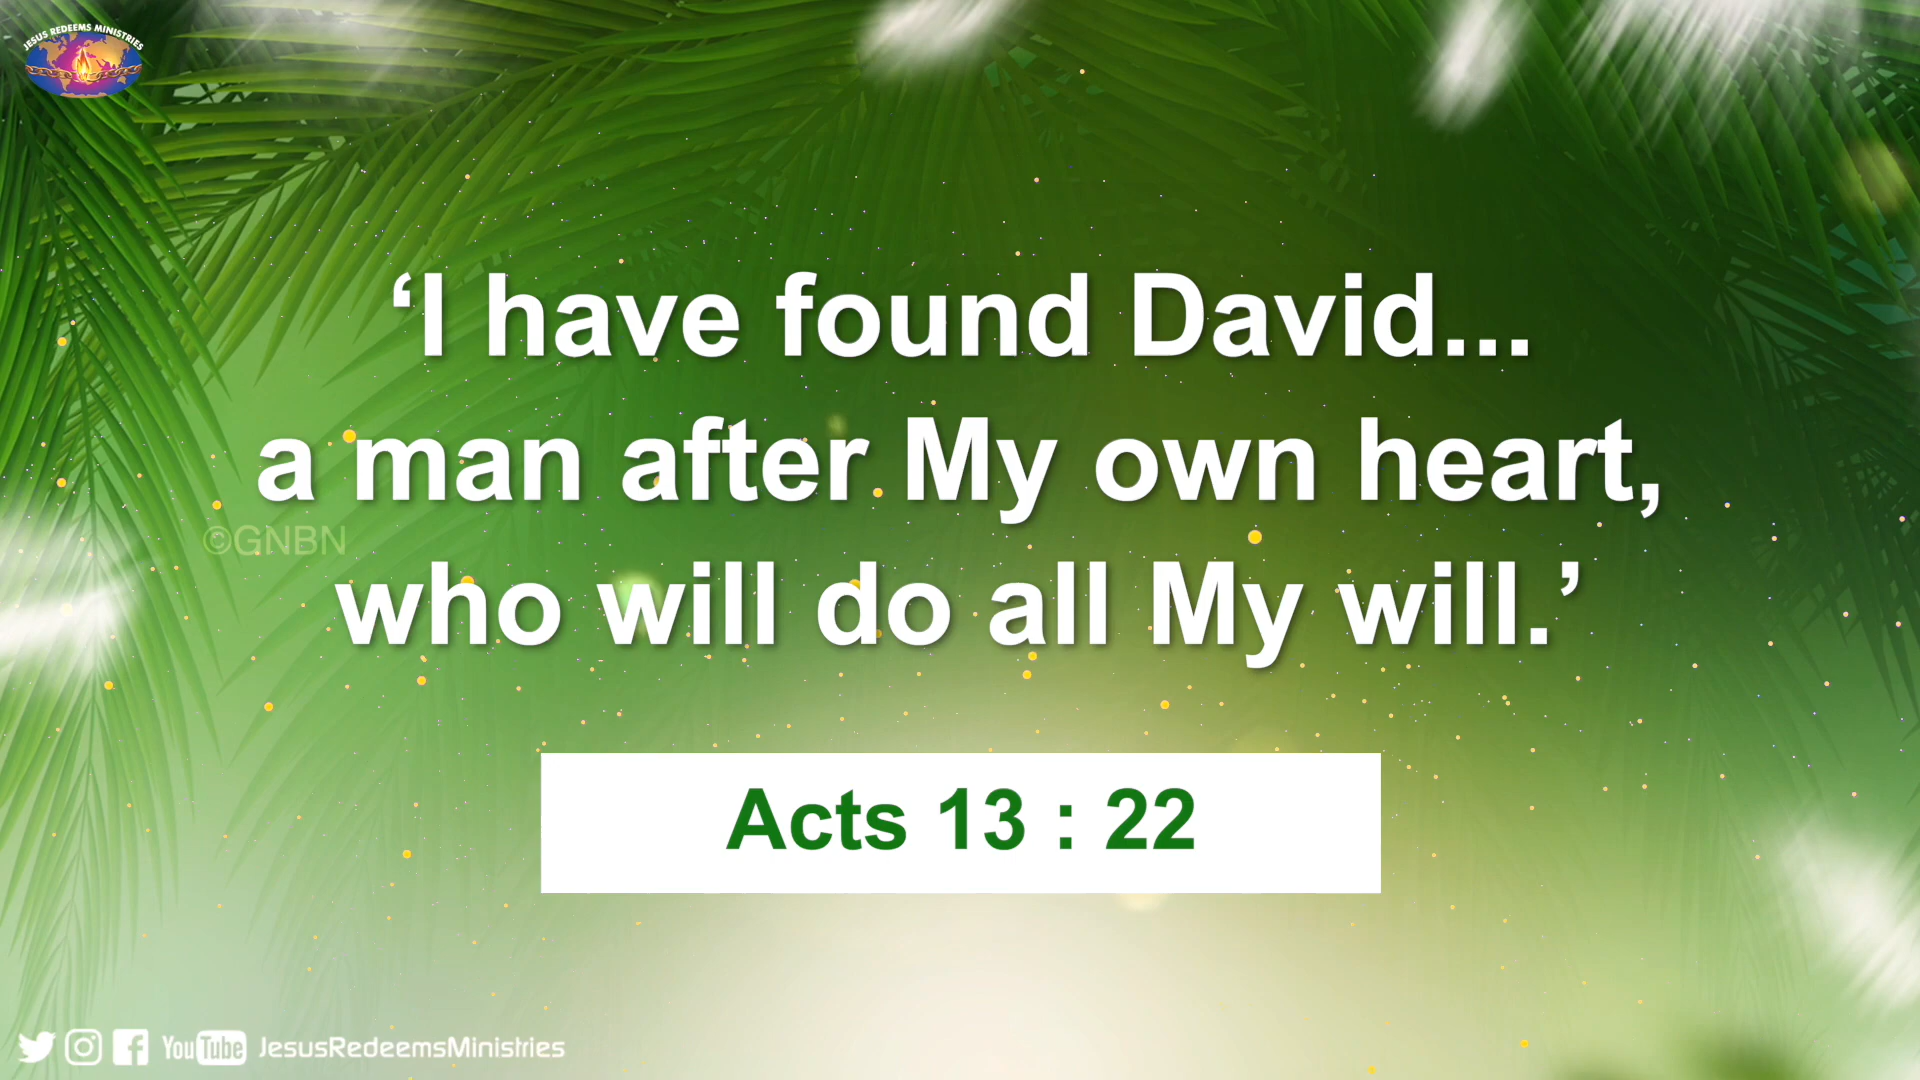 JESUS REDEEMS MINISTRIES
‘I have found David...
a man after My own heart,
©GNBN
who will do all My will.’
Acts 13 : 22
YouTube JesusRedeemsMinistries